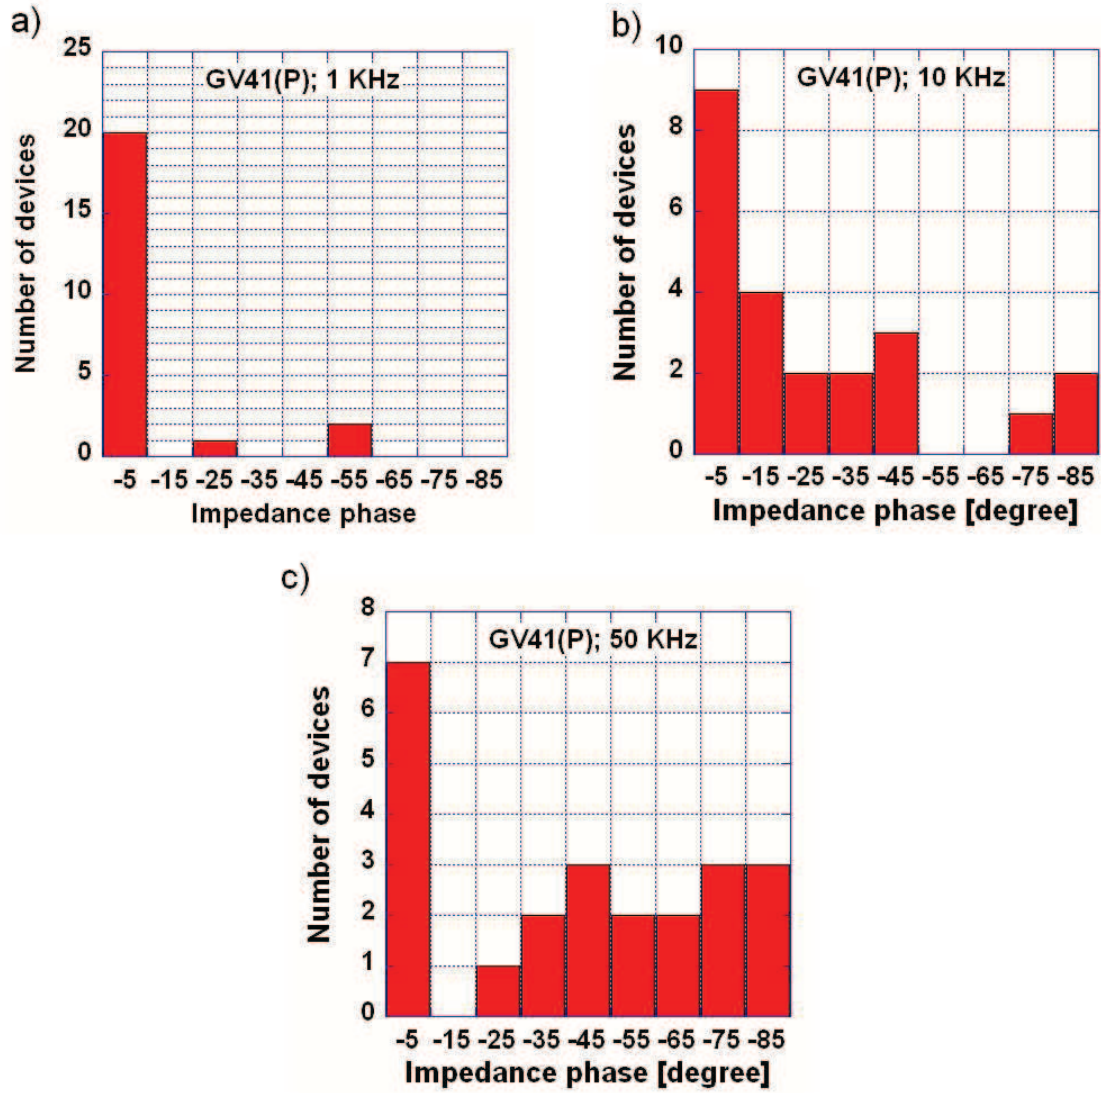 a)
GV41(P); 1 KHz
Number of devices
25
20
15
10
5
0
-5 -15 -25 -35 -45 -55 -65 -75 -85
Impedance phase
b)
GV41(P); 10 KHz
Number of devices
10
8
6
4
2
0
-5 -15 -25 -35 -45 -55 -65 -75 -85
Impedance phase [degree]
c)
GV41(P); 50 KHz
Number of devices
8
7
6
5
4
3
2
1
0
-5 -15 -25 -35 -45 -55 -65 -75 -85
Impedance phase [degree]